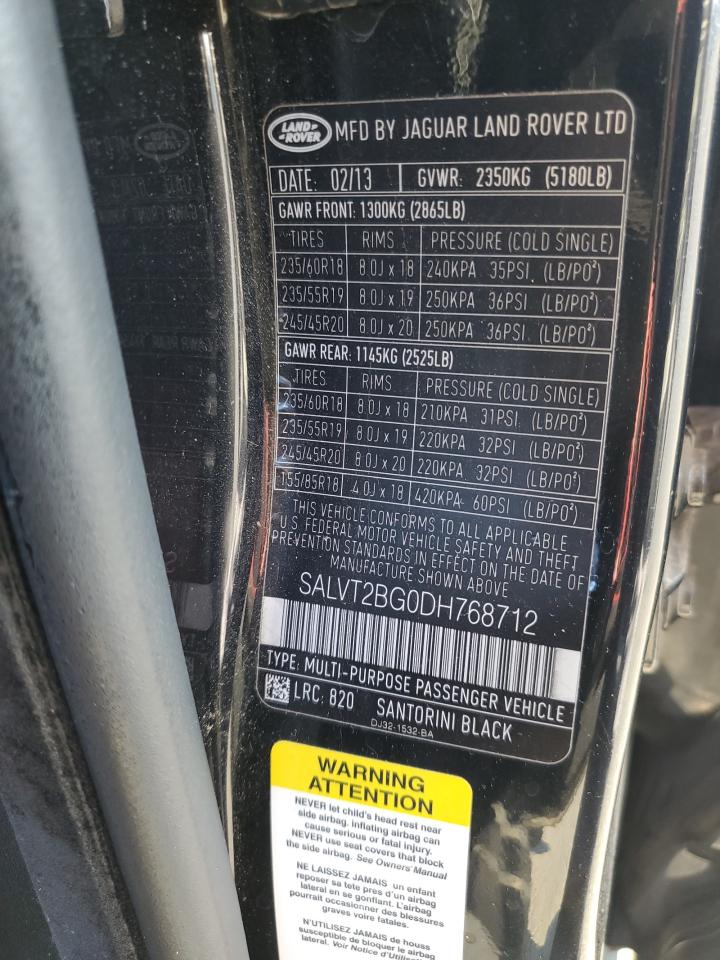 LAND ROVER MFD BY JAGUAR LAND ROVER LTD
DATE: 02/13 GVWR: 2350KG (5180LB)
GAWR FRONT: 1300KG (2865LB)
TIRES RIMS PRESSURE (COLD SINGLE)
235/60R18 8.0J x 18 240KPA 35PSI. (LB/PO²)
235/55R19 8.0J x 19 250KPA 36PSI (LB/PO²)
245/45R20 8.0J x 20 250KPA 36PSI (LB/PO²)
GAWR REAR: 1145KG (2525LB)
TIRES RIMS PRESSURE (COLD SINGLE)
235/60R18 8.0J x 18 210KPA 31PSI. (LB/PO²)
235/55R19 8.0J x 19 220KPA 32PSI (LB/PO²)
245/45R20 8.0J x 20 220KPA 32PSI (LB/PO²)
155/85R18 4.0J x 18 420KPA 60PSI (LB/PO²)
THIS VEHICLE CONFORMS TO ALL APPLICABLE
U.S. FEDERAL MOTOR VEHICLE SAFETY AND THEFT
PREVENTION STANDARDS IN EFFECT ON THE DATE OF
MANUFACTURE SHOWN ABOVE
SALVT2BG0DH768712
TYPE: MULTI-PURPOSE PASSENGER VEHICLE
LRC: 820 SANTORINI BLACK
DJ32-1532-BA
WARNING
ATTENTION
NEVER let child's head rest near
side airbag. inflating airbag can
cause serious or fatal injury.
NEVER use seat covers that block
the side airbag. See Owners' Manual
NE LAISSEZ JAMAIS un enfant
reposer sa tete pres d'un airbag
lateral en se gonflant. L'airbag
pourrait occasionner des blessures
graves voire fatales.
N'UTILISEZ JAMAIS de houss
susceptible de bloquer le airbag
lateral. Voir Notice d'Utilisati